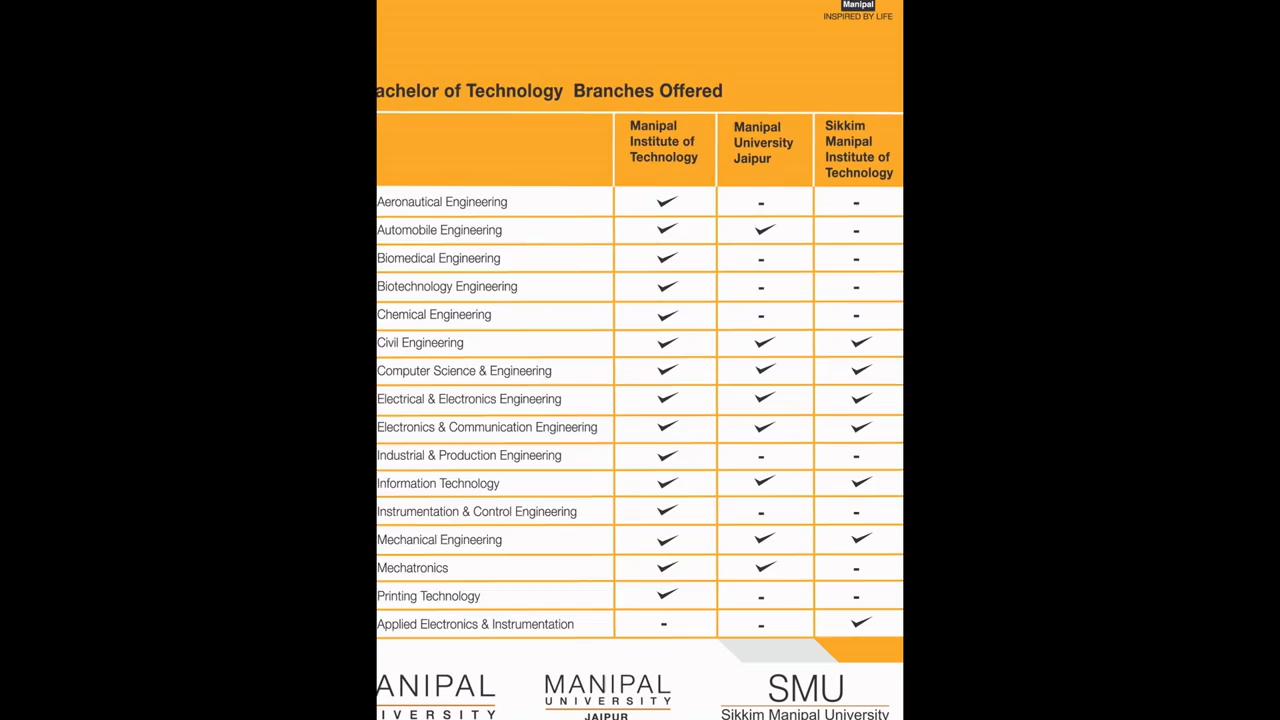 Manipal
INSPIRED BY LIFE
achelor of Technology Branches Offered
Manipal Institute of Technology
Manipal University Jaipur
Sikkim Manipal Institute of Technology
Aeronautical Engineering ✓ - -
Automobile Engineering ✓ ✓ -
Biomedical Engineering ✓ - -
Biotechnology Engineering ✓ - -
Chemical Engineering ✓ - -
Civil Engineering ✓ ✓ ✓
Computer Science & Engineering ✓ ✓ ✓
Electrical & Electronics Engineering ✓ ✓ ✓
Electronics & Communication Engineering ✓ ✓ ✓
Industrial & Production Engineering ✓ - -
Information Technology ✓ ✓ ✓
Instrumentation & Control Engineering ✓ - -
Mechanical Engineering ✓ ✓ ✓
Mechatronics ✓ ✓ -
Printing Technology ✓ - -
Applied Electronics & Instrumentation - - ✓
ANIPAL
IVERSITY
MANIPAL
UNIVERSITY
JAIPUR
SMU
Sikkim Manipal University